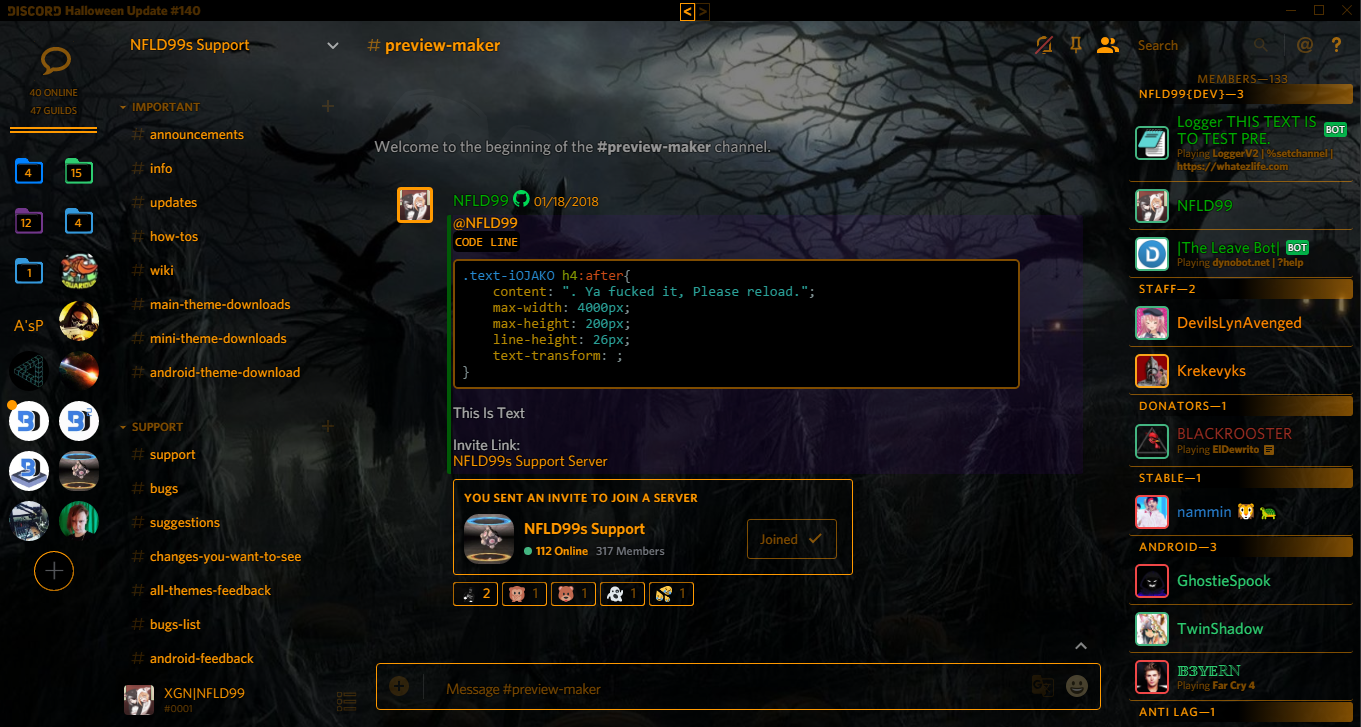 DISCORD Halloween Update #140
< >
NFLD99s Support
# preview-maker
Search
@ ?
40 ONLINE
47 GUILDS
4
15
12
4
1
A'sP
IMPORTANT
# announcements
# info
# updates
# how-tos
# wiki
# main-theme-downloads
# mini-theme-downloads
# android-theme-download
SUPPORT
# support
# bugs
# suggestions
# changes-you-want-to-see
# all-themes-feedback
# bugs-list
# android-feedback
XGN|NFLD99
#0001
Welcome to the beginning of the #preview-maker channel.
NFLD99 01/18/2018
@NFLD99
CODE LINE
.text-iOJAKO h4:after{
content: ". Ya fucked it, Please reload.";
max-width: 4000px;
max-height: 200px;
line-height: 26px;
text-transform: ;
}
This Is Text
Invite Link:
NFLD99s Support Server
YOU SENT AN INVITE TO JOIN A SERVER
NFLD99s Support
112 Online 317 Members
Joined
2 1 1 1 1
Message #preview-maker
MEMBERS—133
NFLD99{DEV}—3
Logger THIS TEXT IS
TO TEST PRE. BOT
Playing LoggerV2 | %setchannel |
https://whatezlife.com
NFLD99
|The Leave Bot| BOT
Playing dynobot.net | ?help
STAFF—2
DevilsLynAvenged
Krekevyks
DONATORS—1
BLACKROOSTER
Playing ElDewrito
STABLE—1
nammin
ANDROID—3
GhostieSpook
TwinShadow
𝔹𝟛𝕐𝔼ℝℕ
Playing Far Cry 4
ANTI LAG—1